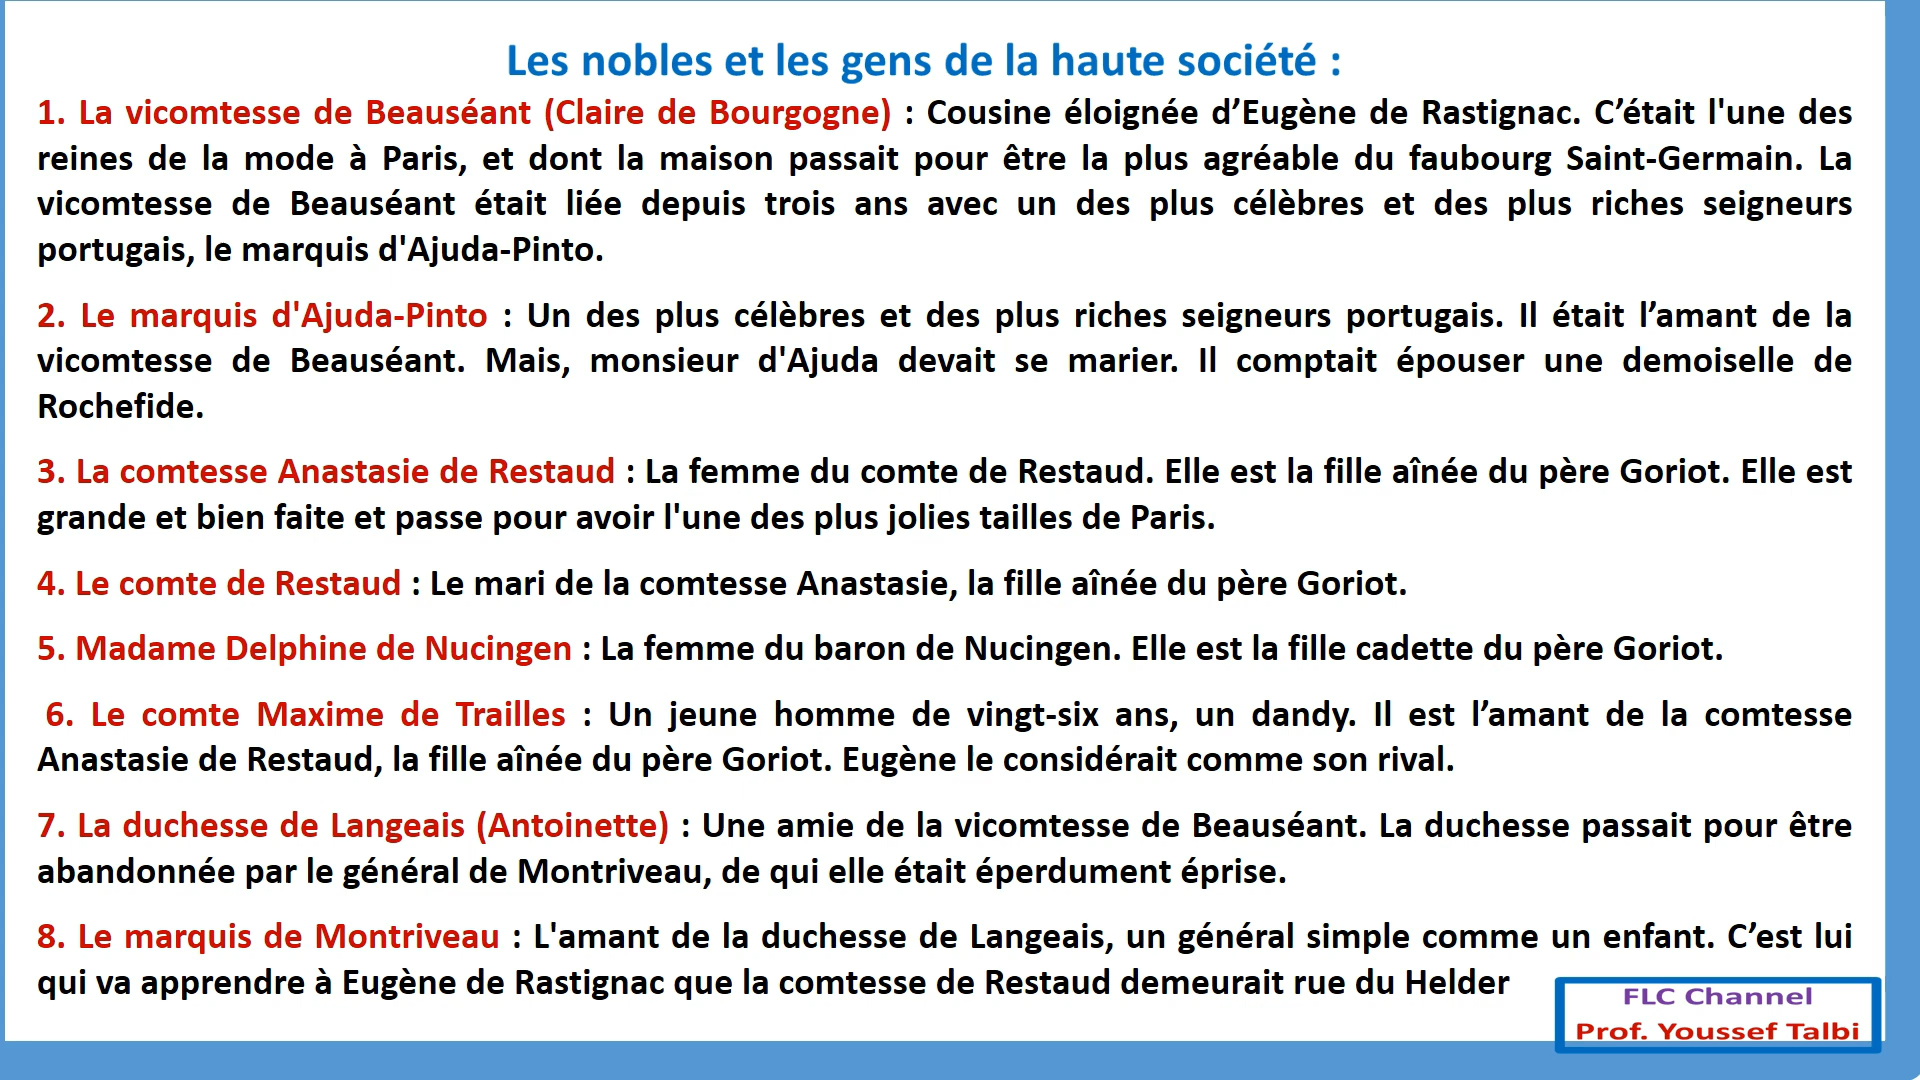 Les nobles et les gens de la haute société :
1. La vicomtesse de Beauséant (Claire de Bourgogne) : Cousine éloignée d’Eugène de Rastignac. C’était l'une des
reines de la mode à Paris, et dont la maison passait pour être la plus agréable du faubourg Saint-Germain. La
vicomtesse de Beauséant était liée depuis trois ans avec un des plus célèbres et des plus riches seigneurs
portugais, le marquis d'Ajuda-Pinto.
2. Le marquis d'Ajuda-Pinto : Un des plus célèbres et des plus riches seigneurs portugais. Il était l’amant de la
vicomtesse de Beauséant. Mais, monsieur d'Ajuda devait se marier. Il comptait épouser une demoiselle de
Rochefide.
3. La comtesse Anastasie de Restaud : La femme du comte de Restaud. Elle est la fille aînée du père Goriot. Elle est
grande et bien faite et passe pour avoir l'une des plus jolies tailles de Paris.
4. Le comte de Restaud : Le mari de la comtesse Anastasie, la fille aînée du père Goriot.
5. Madame Delphine de Nucingen : La femme du baron de Nucingen. Elle est la fille cadette du père Goriot.
6. Le comte Maxime de Trailles : Un jeune homme de vingt-six ans, un dandy. Il est l’amant de la comtesse
Anastasie de Restaud, la fille aînée du père Goriot. Eugène le considérait comme son rival.
7. La duchesse de Langeais (Antoinette) : Une amie de la vicomtesse de Beauséant. La duchesse passait pour être
abandonnée par le général de Montriveau, de qui elle était éperdument éprise.
8. Le marquis de Montriveau : L'amant de la duchesse de Langeais, un général simple comme un enfant. C’est lui
qui va apprendre à Eugène de Rastignac que la comtesse de Restaud demeurait rue du Helder
FLC Channel
Prof. Youssef Talbi